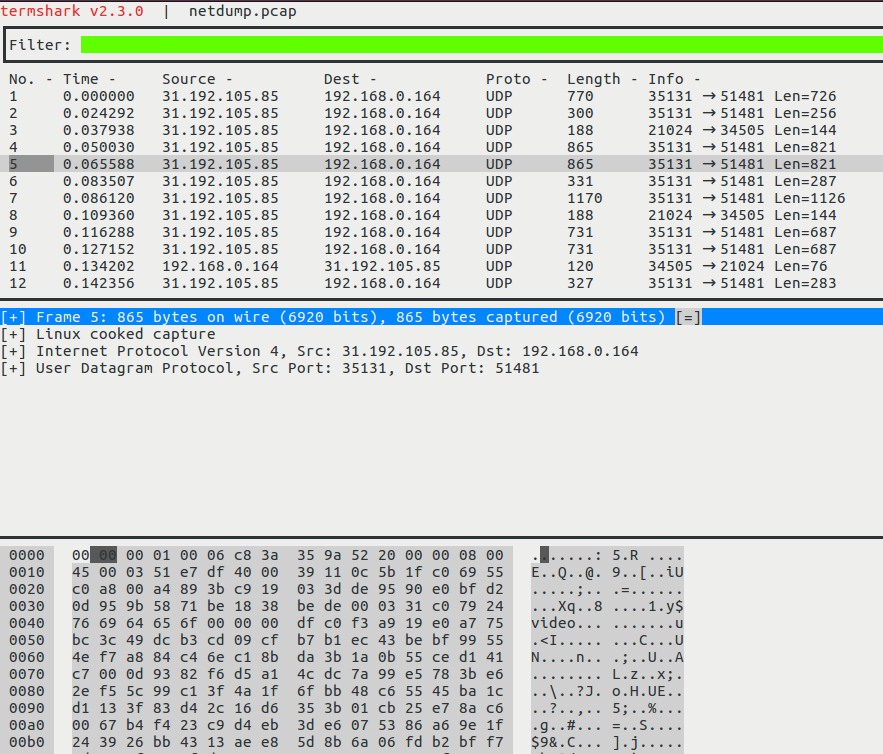 termshark v2.3.0 | netdump.pcap
Filter:
No. - Time - Source - Dest - Proto - Length - Info -
1 0.000000 31.192.105.85 192.168.0.164 UDP 770 35131 → 51481 Len=726
2 0.024292 31.192.105.85 192.168.0.164 UDP 300 35131 → 51481 Len=256
3 0.037938 31.192.105.85 192.168.0.164 UDP 188 21024 → 34505 Len=144
4 0.050030 31.192.105.85 192.168.0.164 UDP 865 35131 → 51481 Len=821
5 0.065588 31.192.105.85 192.168.0.164 UDP 865 35131 → 51481 Len=821
6 0.083507 31.192.105.85 192.168.0.164 UDP 331 35131 → 51481 Len=287
7 0.086120 31.192.105.85 192.168.0.164 UDP 1170 35131 → 51481 Len=1126
8 0.109360 31.192.105.85 192.168.0.164 UDP 188 21024 → 34505 Len=144
9 0.116288 31.192.105.85 192.168.0.164 UDP 731 35131 → 51481 Len=687
10 0.127152 31.192.105.85 192.168.0.164 UDP 731 35131 → 51481 Len=687
11 0.134202 192.168.0.164 31.192.105.85 UDP 120 34505 → 21024 Len=76
12 0.142356 31.192.105.85 192.168.0.164 UDP 327 35131 → 51481 Len=283
[+] Frame 5: 865 bytes on wire (6920 bits), 865 bytes captured (6920 bits) [=]
[+] Linux cooked capture
[+] Internet Protocol Version 4, Src: 31.192.105.85, Dst: 192.168.0.164
[+] User Datagram Protocol, Src Port: 35131, Dst Port: 51481
0000 00 00 00 01 00 06 c8 3a 35 9a 52 20 00 00 08 00 .......: 5.R ....
0010 45 00 03 51 e7 df 40 00 39 11 0c 5b 1f c0 69 55 E..Q..@. 9..[..iU
0020 c0 a8 00 a4 89 3b c9 19 03 3d de 95 90 e0 bf d2 .....;.. .=......
0030 0d 95 9b 58 71 be 18 38 be de 00 03 31 c0 79 24 ...Xq..8 ....1.y$
0040 76 69 64 65 6f 00 00 00 df c0 f3 a9 19 e0 a7 75 video... .......u
0050 bc 3c 49 dc b3 cd 09 cf b7 b1 ec 43 be bf 99 55 .<I..... ...C...U
0060 4e f7 a8 84 c4 6e c1 8b da 3b 1a 0b 55 ce d1 41 N....n.. .;..U..A
0070 c7 00 0d 93 82 f6 d5 a1 4c dc 7a 99 e5 78 3b e6 ........ L.z..x;.
0080 2e f5 5c 99 c1 3f 4a 1f 6f bb 48 c6 55 45 ba 1c ..\..?J. o.H.UE..
0090 d1 13 3f 83 d4 2c 16 d6 35 3b 01 cb 25 e7 8a c6 ..?..,.. 5;..%...
00a0 00 67 b4 f4 23 c9 d4 eb 3d e6 07 53 86 a6 9e 1f .g..#... =..S....
00b0 24 39 26 bb 43 13 ae e8 5d 8b 6a 06 fd b2 bf f7 $9&.C... ].j.....